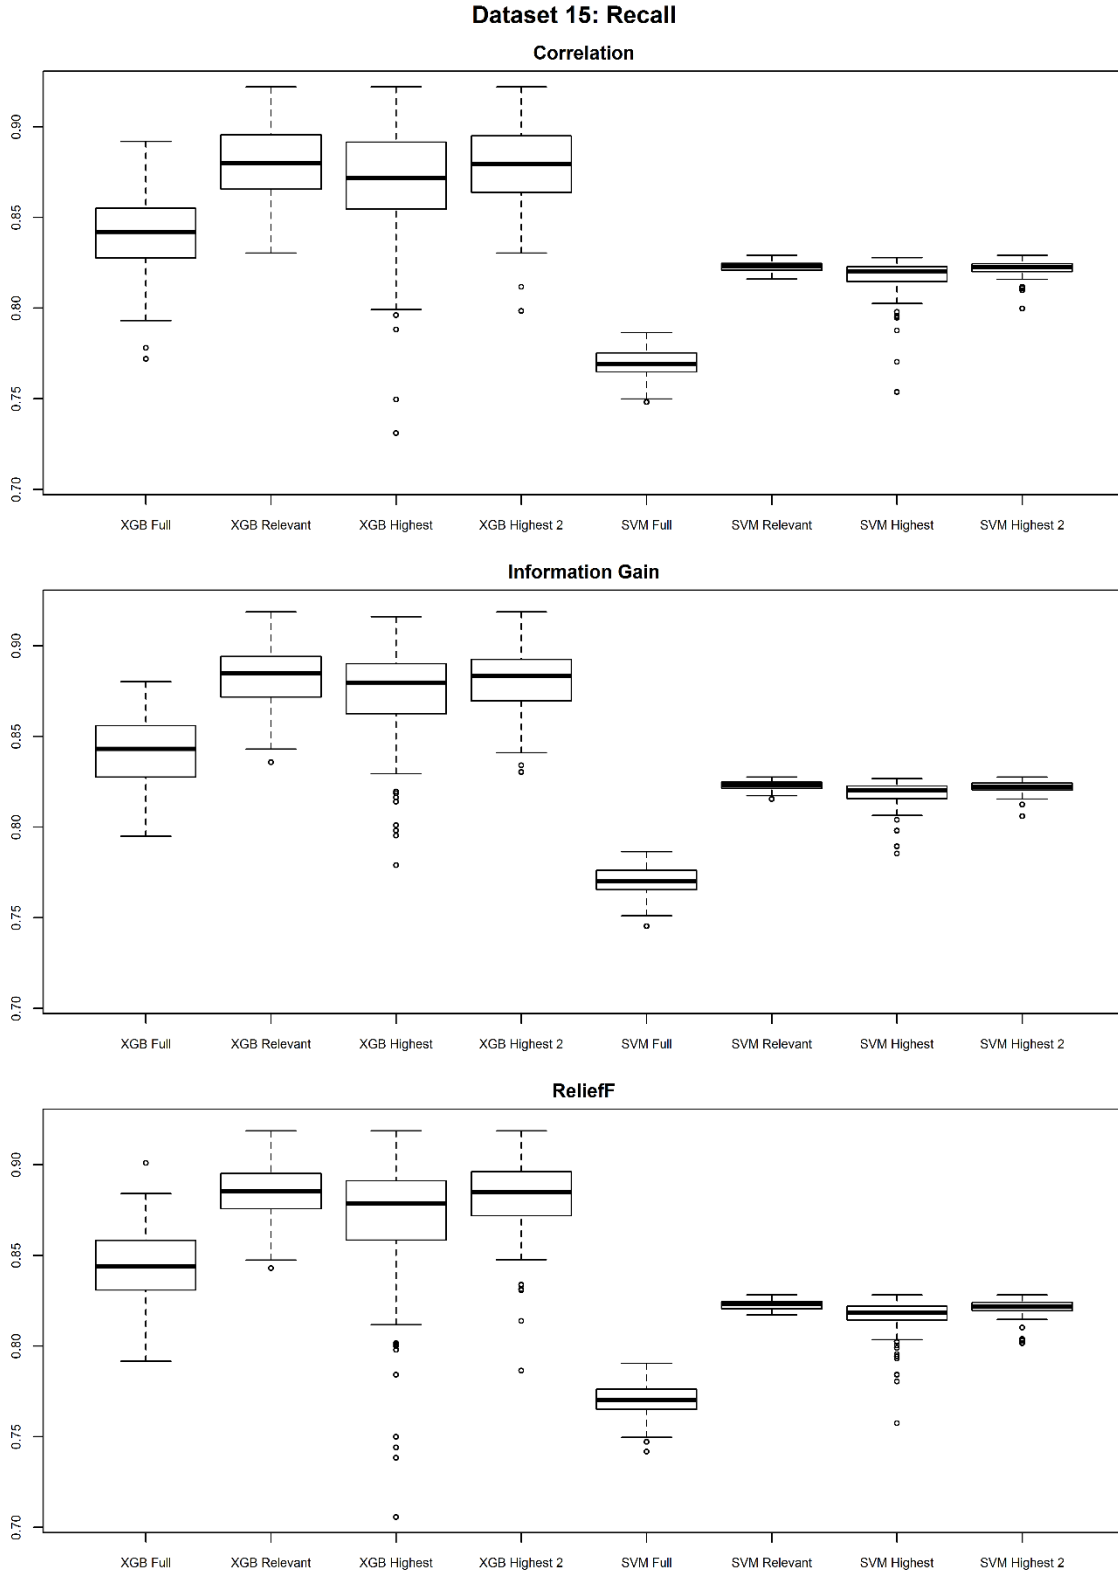 Dataset 15: Recall
Correlation
0.90
0.85
0.80
0.75
0.70
XGB Full XGB Relevant XGB Highest XGB Highest 2 SVM Full SVM Relevant SVM Highest SVM Highest 2
Information Gain
0.90
0.85
0.80
0.75
0.70
XGB Full XGB Relevant XGB Highest XGB Highest 2 SVM Full SVM Relevant SVM Highest SVM Highest 2
ReliefF
0.90
0.85
0.80
0.75
0.70
XGB Full XGB Relevant XGB Highest XGB Highest 2 SVM Full SVM Relevant SVM Highest SVM Highest 2